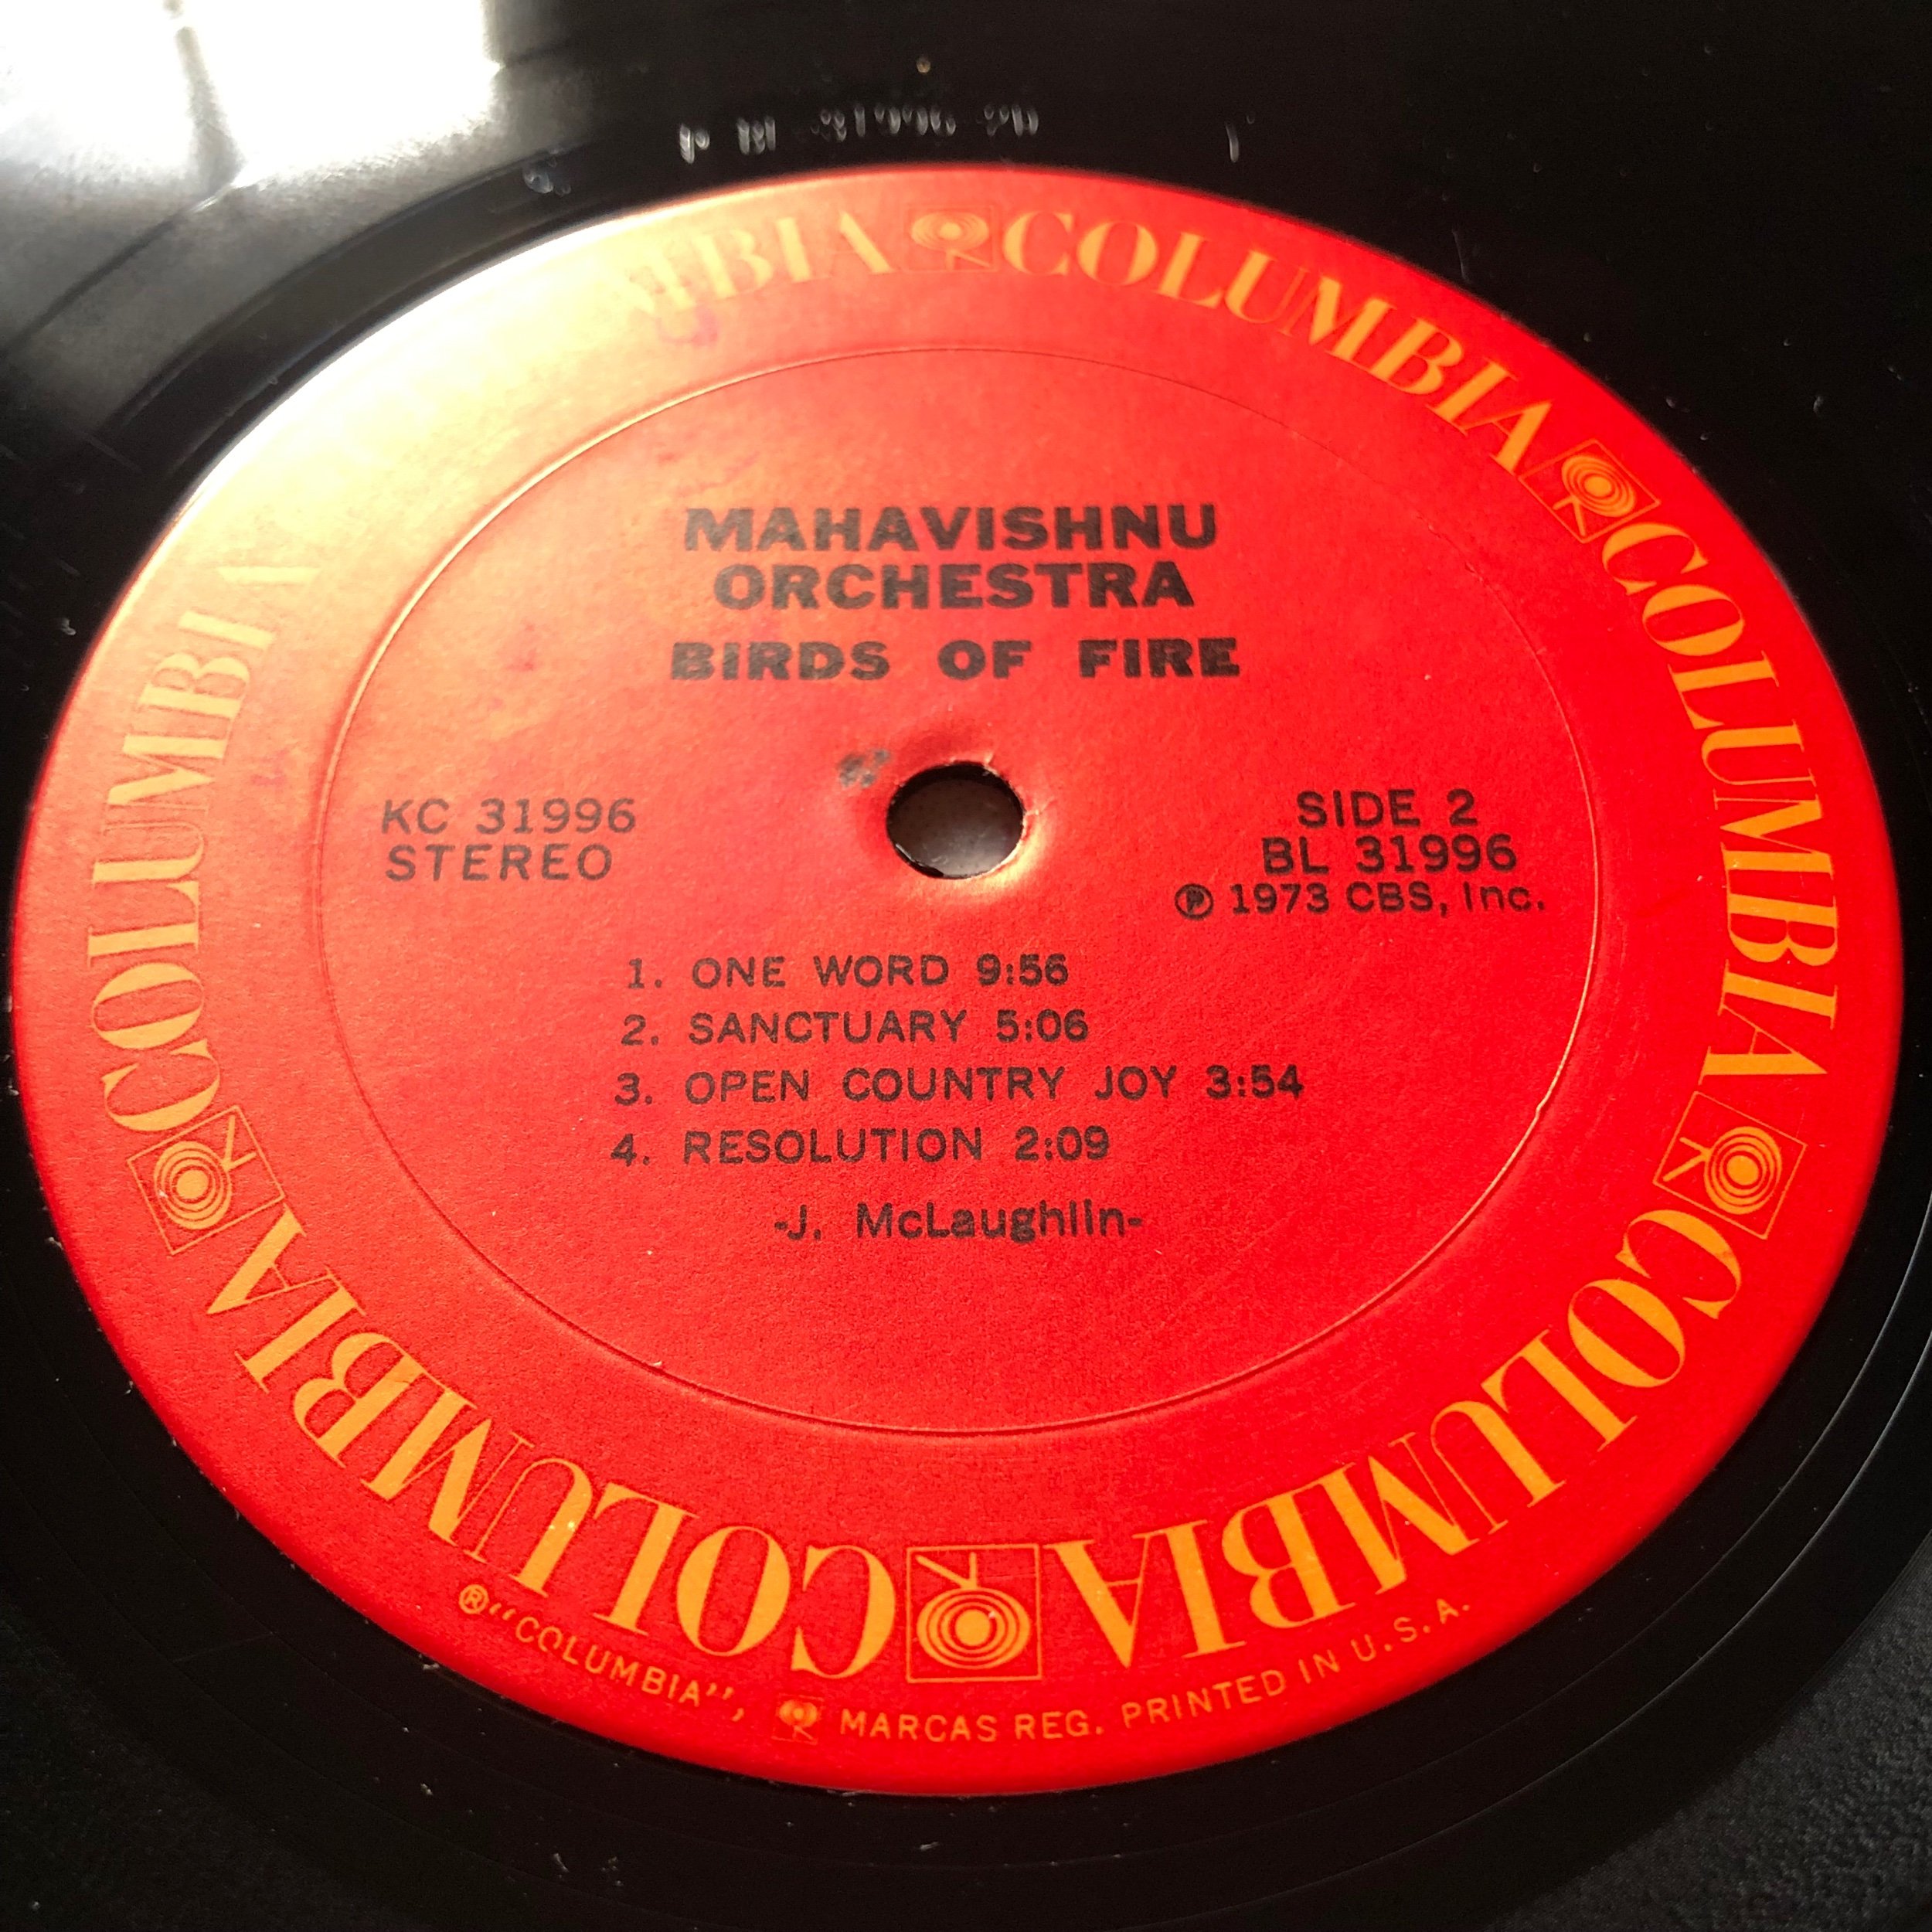 MBIA COLUMBIA COLUMBIA COLUMBIA COLUMBIA COLUMBIA
MAHAVISHNU
ORCHESTRA
BIRDS OF FIRE
KC 31996
STEREO
SIDE 2
BL 31996
℗ 1973 CBS, Inc.
1. ONE WORD 9:56
2. SANCTUARY 5:06
3. OPEN COUNTRY JOY 3:54
4. RESOLUTION 2:09
-J. McLaughlin-
® "COLUMBIA", MARCAS REG. PRINTED IN U.S.A.